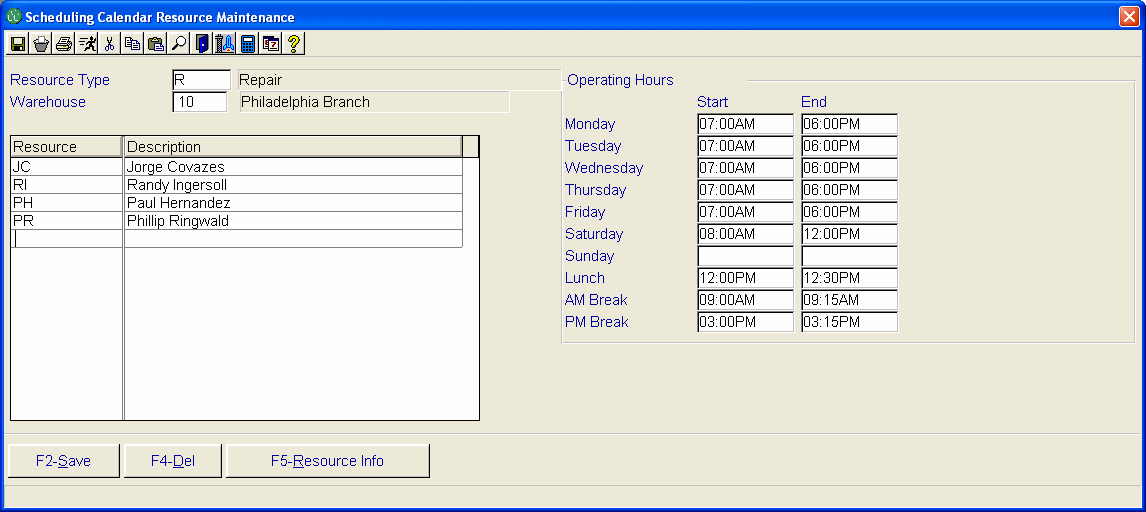 Scheduling Calendar Resource Maintenance
Resource Type R Repair
Warehouse 10 Philadelphia Branch
Resource Description
JC Jorge Covazes
RI Randy Ingersoll
PH Paul Hernandez
PR Phillip Ringwald
Operating Hours
Start End
Monday 07:00AM 06:00PM
Tuesday 07:00AM 06:00PM
Wednesday 07:00AM 06:00PM
Thursday 07:00AM 06:00PM
Friday 07:00AM 06:00PM
Saturday 08:00AM 12:00PM
Sunday
Lunch 12:00PM 12:30PM
AM Break 09:00AM 09:15AM
PM Break 03:00PM 03:15PM
F2-Save F4-Del F5-Resource Info